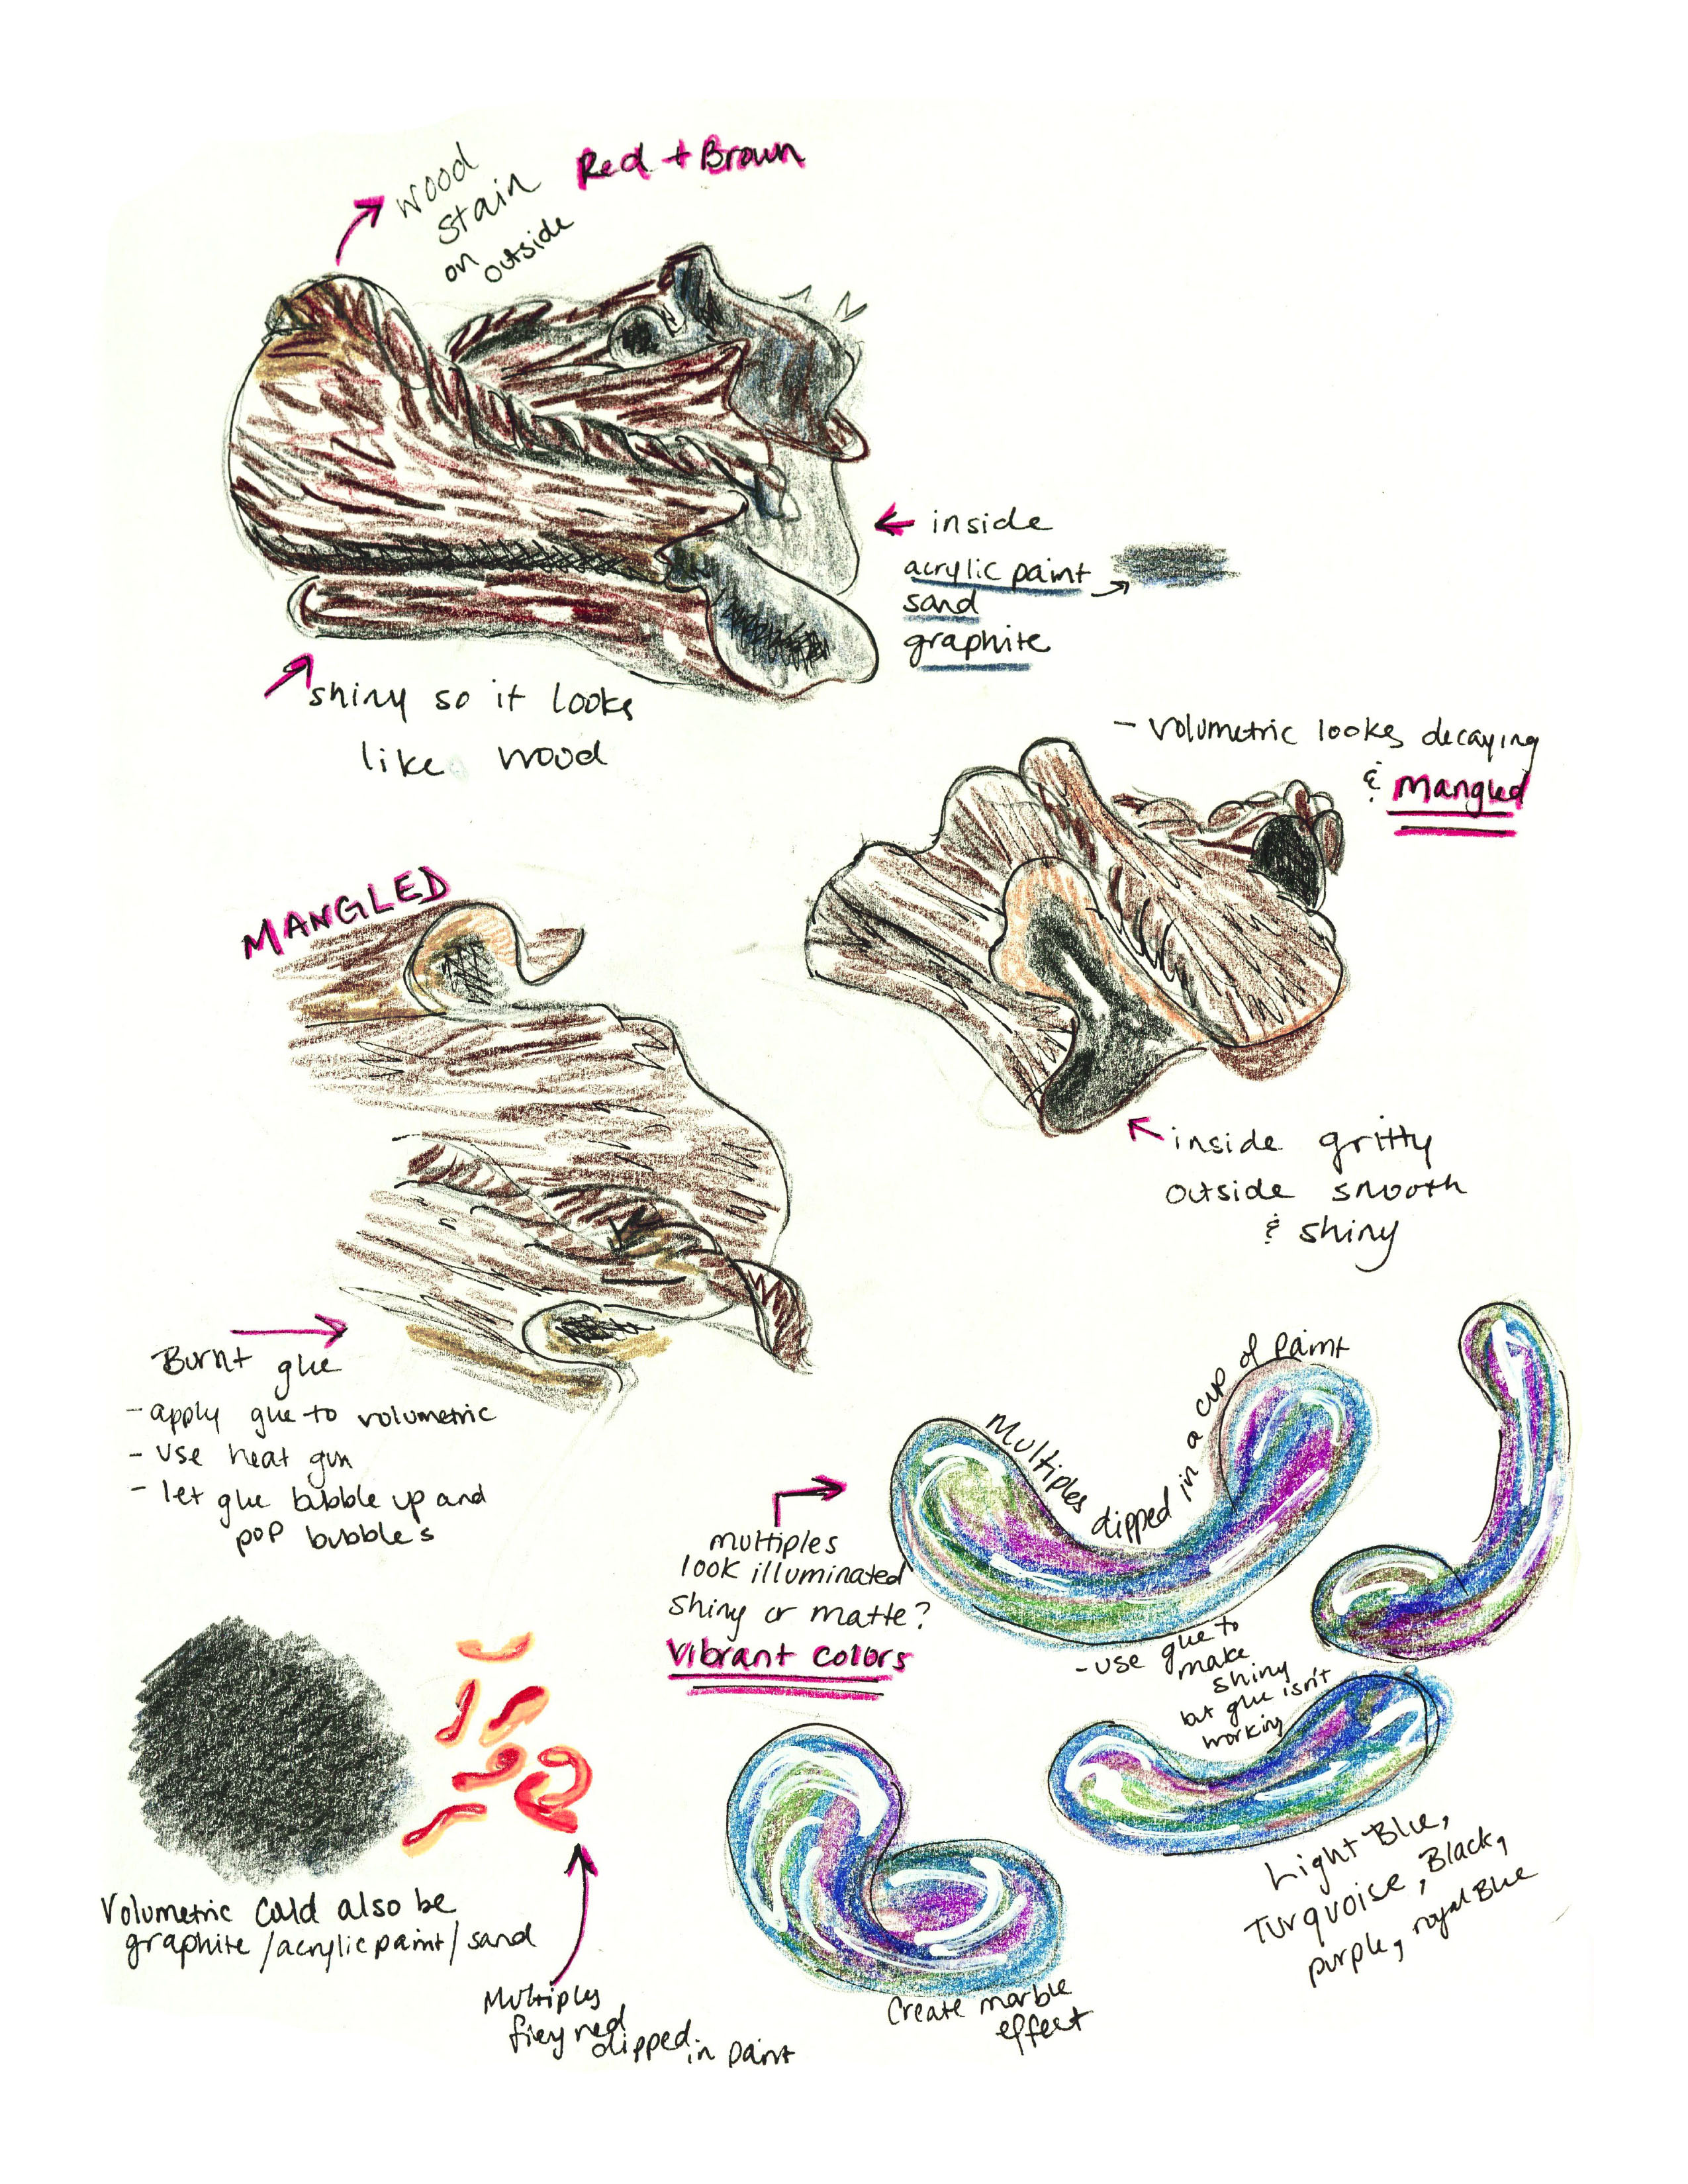 wood
stain
on
outside
Red + Brown
inside
acrylic paint
sand
graphite
shiny so it looks
like wood
- volumetric looks decaying
& Mangled
MANGLED
inside gritty
outside smooth
& shiny
Burnt glue
- apply glue to volumetric
- use heat gun
- let glue bubble up and
pop bubbles
Multiples dipped in a cup of paint
multiples
look illuminated
shiny or matte?
Vibrant colors
- use glue to
make
shiny
but glue isn't
working
Light Blue,
Turquoise, Black,
purple, royal Blue
Volumetric Could also be
graphite / acrylic paint / sand
Multiples
firey red
dipped in paint
Create marble
effect